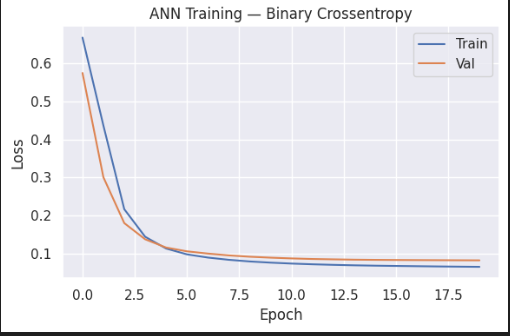 ANN Training — Binary Crossentropy
Train
Val
0.6
0.5
0.4
0.3
0.2
0.1
Loss
0.0 2.5 5.0 7.5 10.0 12.5 15.0 17.5
Epoch